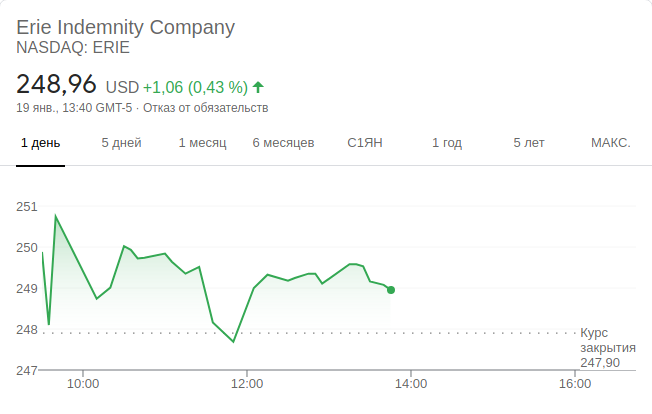 Erie Indemnity Company
NASDAQ: ERIE
248,96 USD +1,06 (0,43 %)
19 янв., 13:40 GMT-5 · Отказ от обязательств
1 день 5 дней 1 месяц 6 месяцев С1ЯН 1 год 5 лет МАКС.
251
250
249
248
Курс
закрытия
247,90
247
10:00 12:00 14:00 16:00